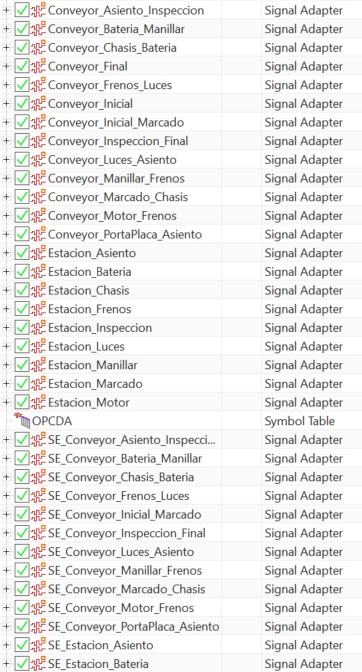 Conveyor_Asiento_Inspeccion Signal Adapter
Conveyor_Bateria_Manillar Signal Adapter
Conveyor_Chasis_Bateria Signal Adapter
Conveyor_Final Signal Adapter
Conveyor_Frenos_Luces Signal Adapter
Conveyor_Inicial Signal Adapter
Conveyor_Inicial_Marcado Signal Adapter
Conveyor_Inspeccion_Final Signal Adapter
Conveyor_Luces_Asiento Signal Adapter
Conveyor_Manillar_Frenos Signal Adapter
Conveyor_Marcado_Chasis Signal Adapter
Conveyor_Motor_Frenos Signal Adapter
Conveyor_PortaPlaca_Asiento Signal Adapter
Estacion_Asiento Signal Adapter
Estacion_Bateria Signal Adapter
Estacion_Chasis Signal Adapter
Estacion_Frenos Signal Adapter
Estacion_Inspeccion Signal Adapter
Estacion_Luces Signal Adapter
Estacion_Manillar Signal Adapter
Estacion_Marcado Signal Adapter
Estacion_Motor Signal Adapter
OPCDA Symbol Table
SE_Conveyor_Asiento_Inspecci... Signal Adapter
SE_Conveyor_Bateria_Manillar Signal Adapter
SE_Conveyor_Chasis_Bateria Signal Adapter
SE_Conveyor_Frenos_Luces Signal Adapter
SE_Conveyor_Inicial_Marcado Signal Adapter
SE_Conveyor_Inspeccion_Final Signal Adapter
SE_Conveyor_Luces_Asiento Signal Adapter
SE_Conveyor_Manillar_Frenos Signal Adapter
SE_Conveyor_Marcado_Chasis Signal Adapter
SE_Conveyor_Motor_Frenos Signal Adapter
SE_Conveyor_PortaPlaca_Asiento Signal Adapter
SE_Estacion_Asiento Signal Adapter
SE_Estacion_Bateria Signal Adapter